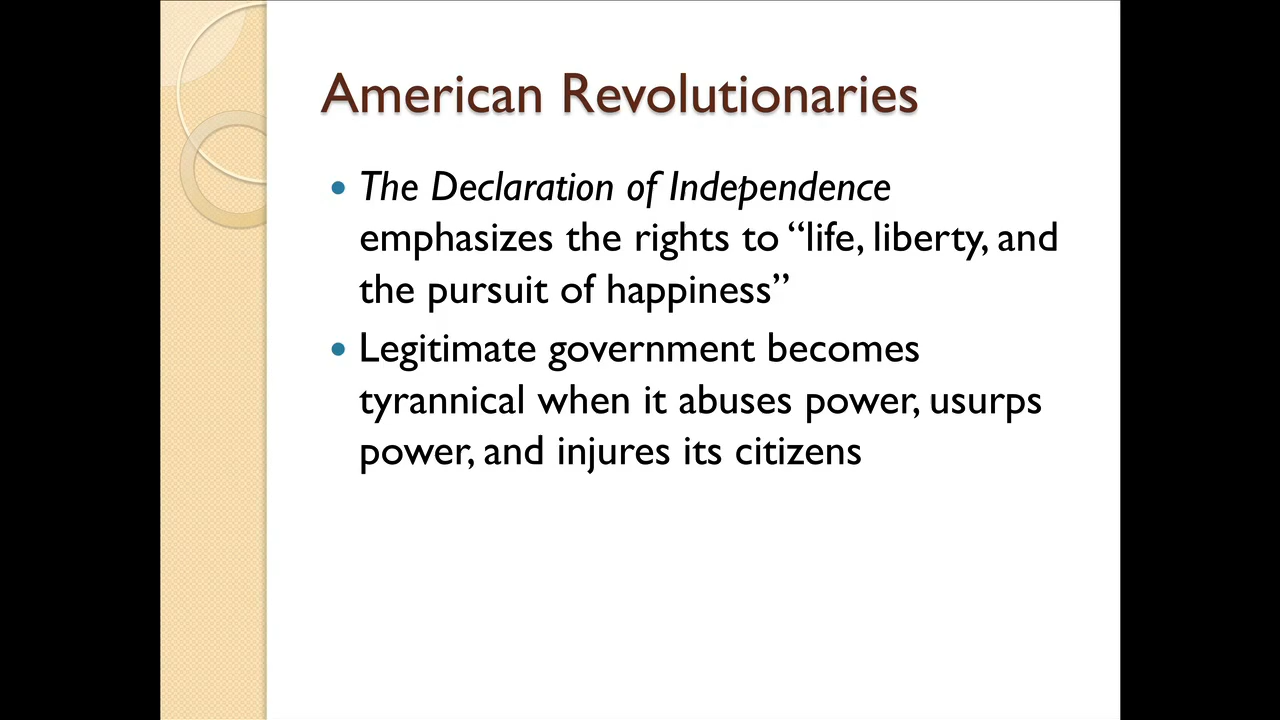 American Revolutionaries
• The Declaration of Independence
emphasizes the rights to “life, liberty, and
the pursuit of happiness”
• Legitimate government becomes
tyrannical when it abuses power, usurps
power, and injures its citizens